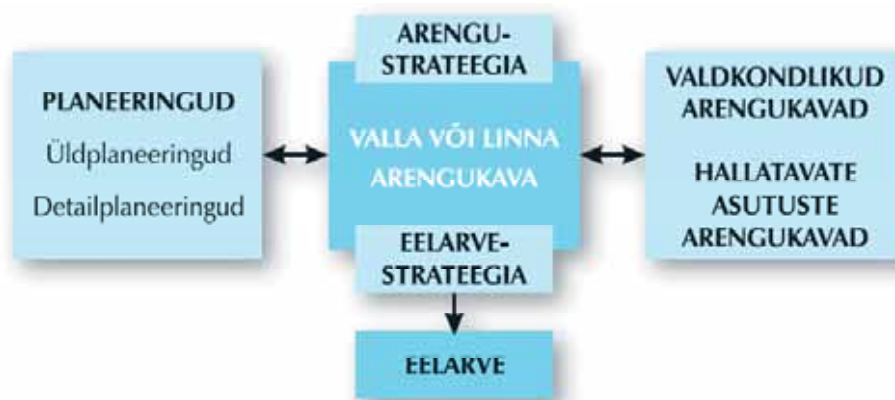 ARENGU-
STRATEEGIA
PLANEERINGUD
Üldplaneeringud
Detailplaneeringud
VALLA VÕI LINNA
ARENGUKAVA
VALDKONDLIKUD
ARENGUKAVAD
HALLATAVATE
ASUTUSTE
ARENGUKAVAD
EELARVE-
STRATEEGIA
EELARVE